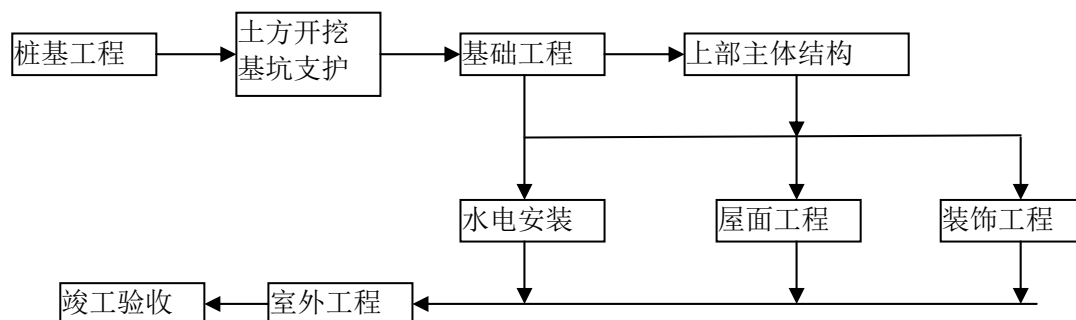 桩基工程
土方开挖
基坑支护
基础工程
上部主体结构
水电安装
屋面工程
装饰工程
竣工验收
室外工程